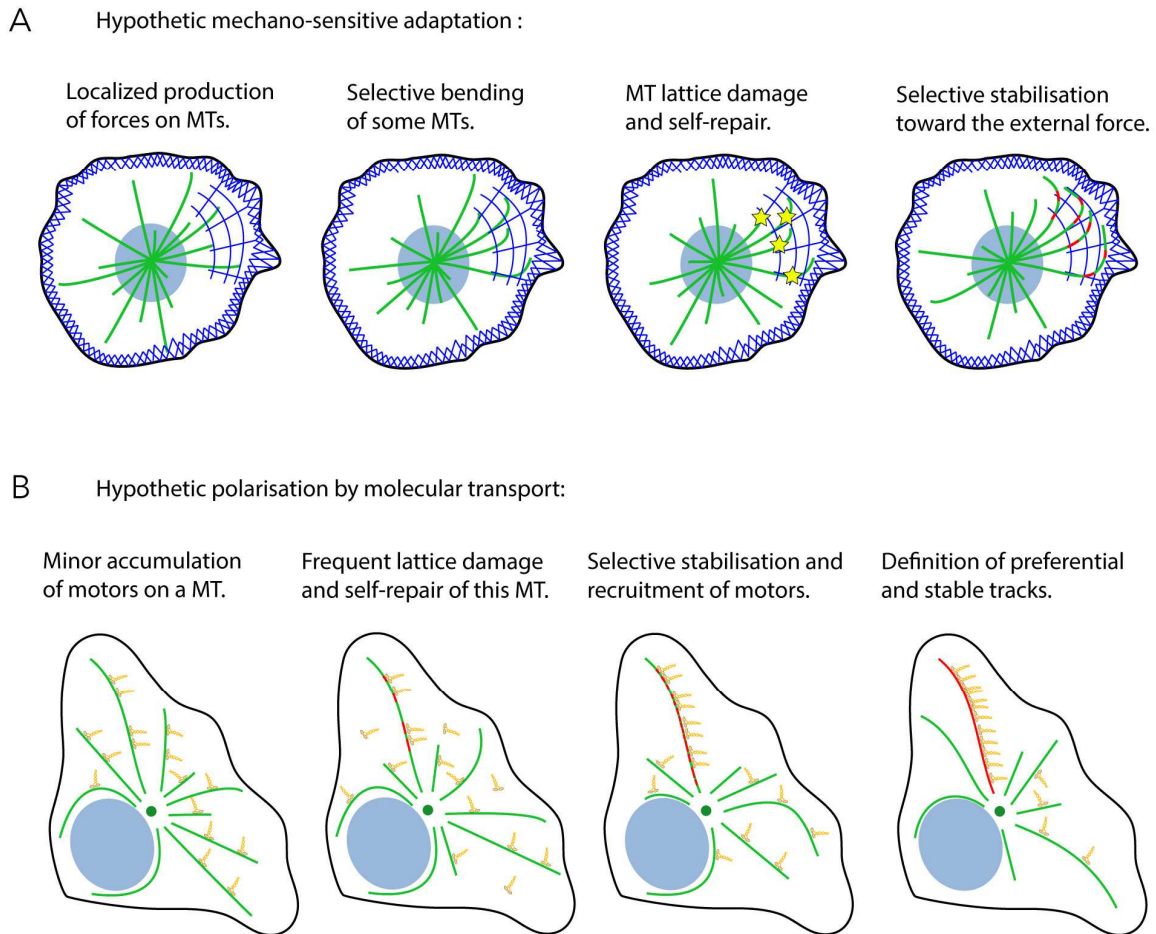 A
Hypothetic mechano-sensitive adaptation :
Localized production
of forces on MTs.
Selective bending
of some MTs.
MT lattice damage
and self-repair.
Selective stabilisation
toward the external force.
B
Hypothetic polarisation by molecular transport:
Minor accumulation
of motors on a MT.
Frequent lattice damage
and self-repair of this MT.
Selective stabilisation and
recruitment of motors.
Definition of preferential
and stable tracks.